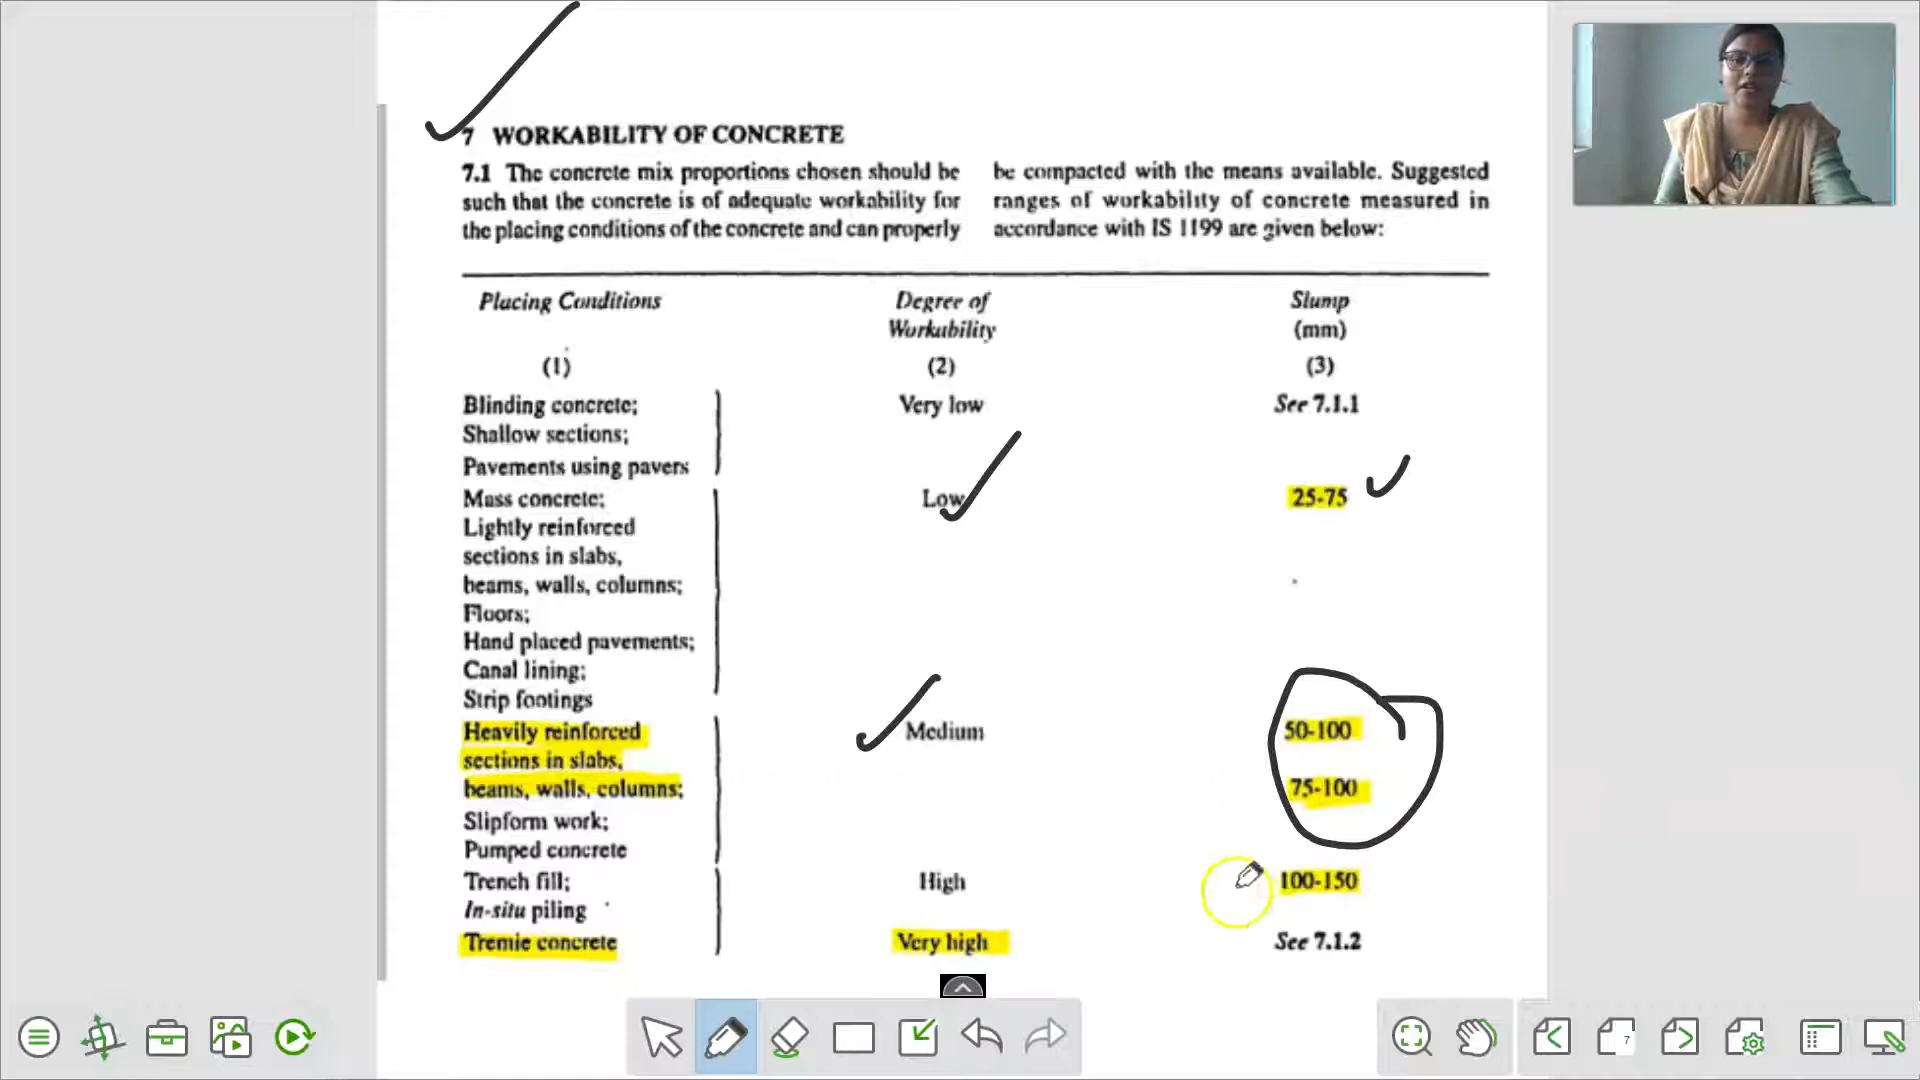 7 WORKABILITY OF CONCRETE
7.1 The concrete mix proportions chosen should be
such that the concrete is of adequate workability for
the placing conditions of the concrete and can properly
be compacted with the means available. Suggested
ranges of workability of concrete measured in
accordance with IS 1199 are given below:
Placing Conditions Degree of Slump
Workability (mm)
(1) (2) (3)
Blinding concrete; Very low See 7.1.1
Shallow sections;
Pavements using pavers
Mass concrete; Low 25-75
Lightly reinforced
sections in slabs,
beams, walls, columns;
Floors;
Hand placed pavements;
Canal lining;
Strip footings
Heavily reinforced Medium 50-100
sections in slabs,
beams, walls, columns; 75-100
Slipform work;
Pumped concrete
Trench fill; High 100-150
In-situ piling
Tremie concrete Very high See 7.1.2
7